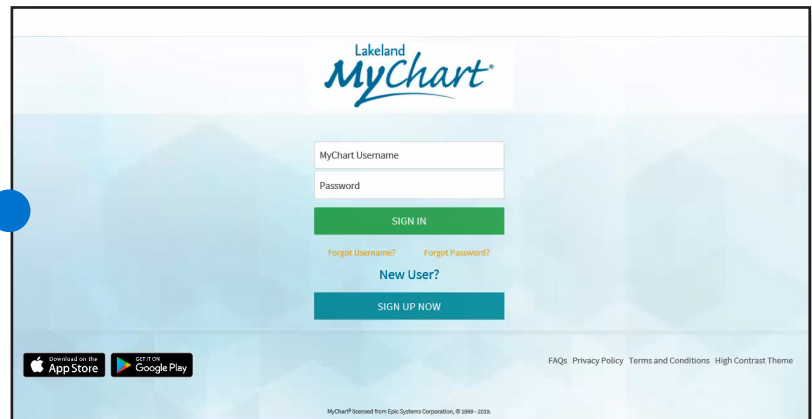 Lakeland
MyChart®
MyChart Username
Password
SIGN IN
Forgot Username? Forgot Password?
New User?
SIGN UP NOW
Download on the
App Store
GET IT ON
Google Play
FAQs Privacy Policy Terms and Conditions High Contrast Theme
MyChart® licensed from Epic Systems Corporation, © 1999 - 2019.